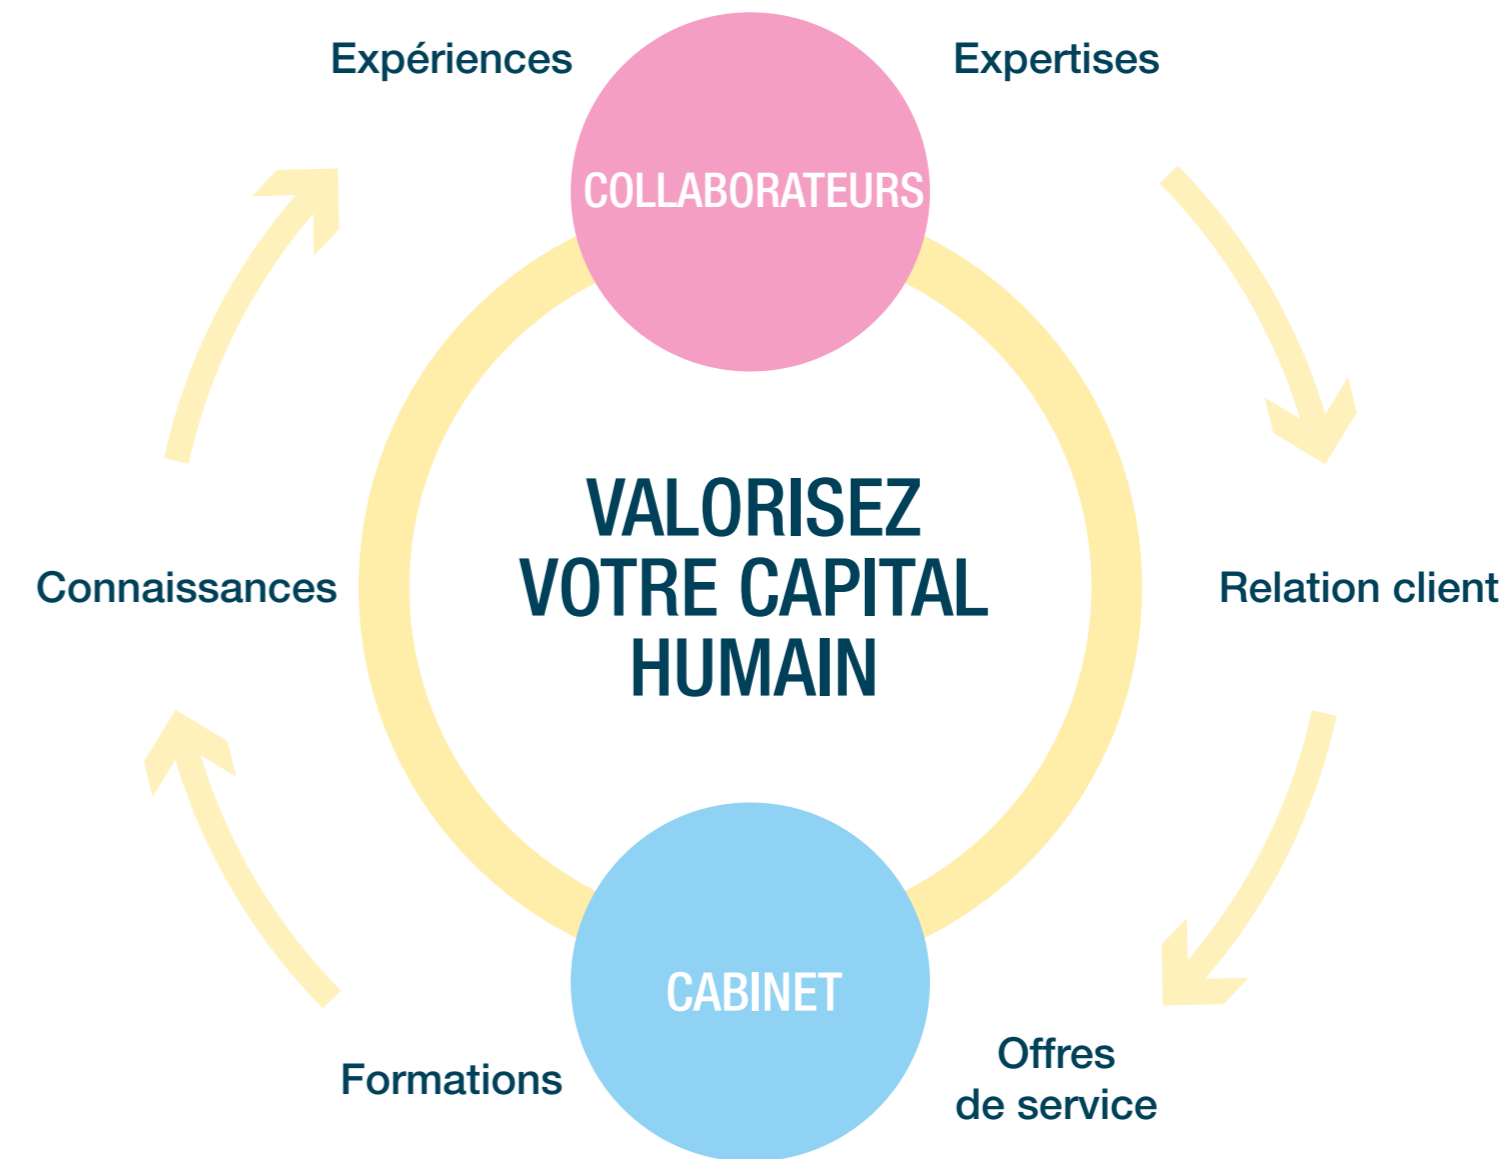 Expériences
Expertises
COLLABORATEURS
VALORISEZ
VOTRE CAPITAL
HUMAIN
Connaissances
Relation client
CABINET
Formations
Offres
de service